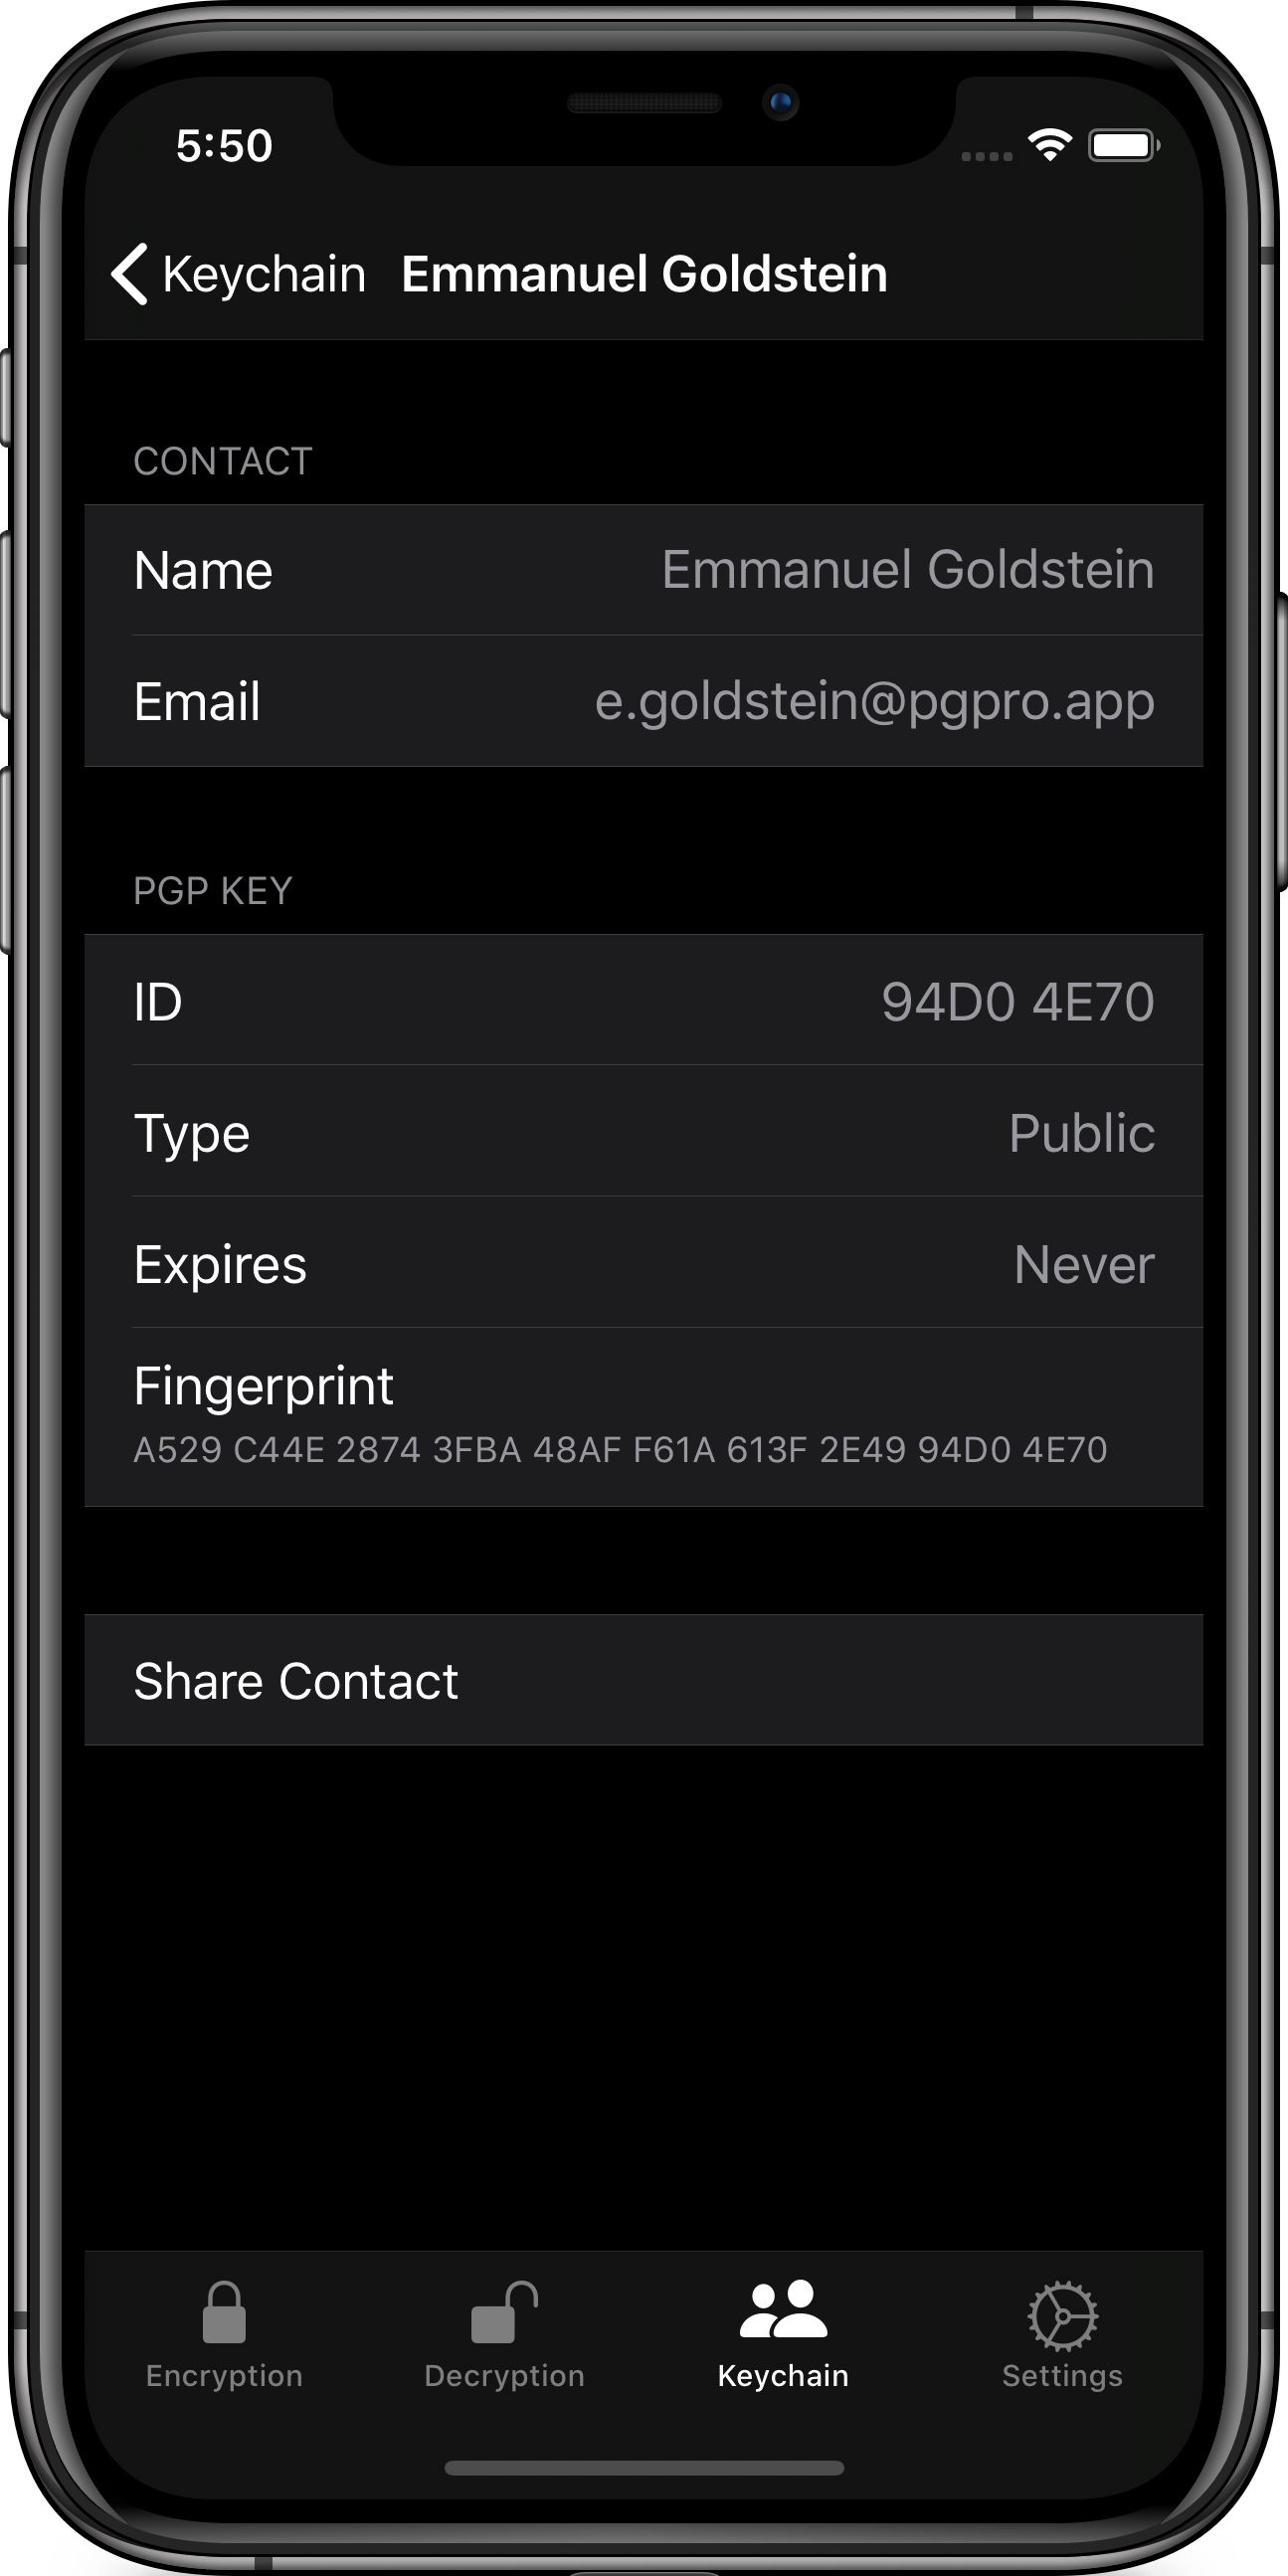 5:50
Keychain Emmanuel Goldstein
CONTACT
Name Emmanuel Goldstein
Email e.goldstein@pgpro.app
PGP KEY
ID 94D0 4E70
Type Public
Expires Never
Fingerprint
A529 C44E 2874 3FBA 48AF F61A 613F 2E49 94D0 4E70
Share Contact
Encryption Decryption Keychain Settings